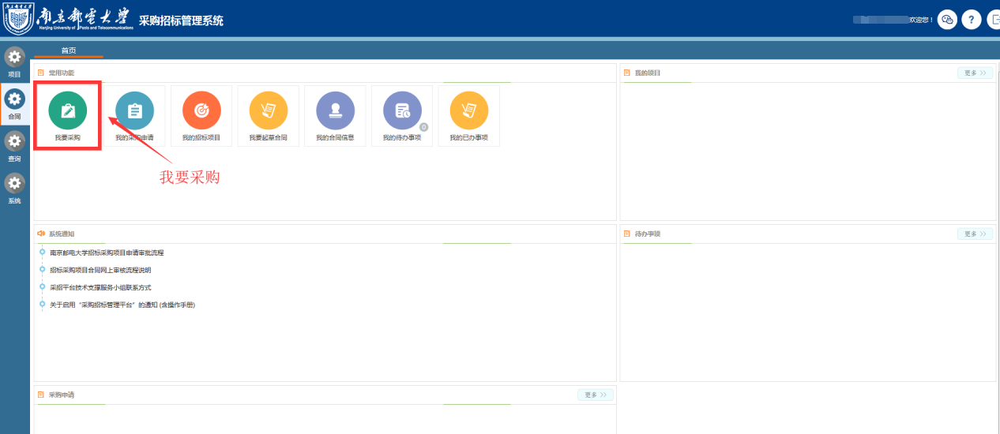 南京邮电大学
Nanjing University of Posts and Telecommunications
采购招标管理系统
欢迎您！
?
首页
项目
合同
查询
系统
常用功能
我要采购
我的采购申请
我的招标项目
我要起草合同
我的合同信息
我的待办事项
0
我的已办事项
我要采购
我的项目
更多 >>
系统通知
南京邮电大学招标采购项目申请审批流程
招标采购项目合同网上审核流程说明
采招平台技术支撑服务小组联系方式
关于启用“采购招标管理平台”的通知 (含操作手册)
待办事项
更多 >>
采购申请
更多 >>